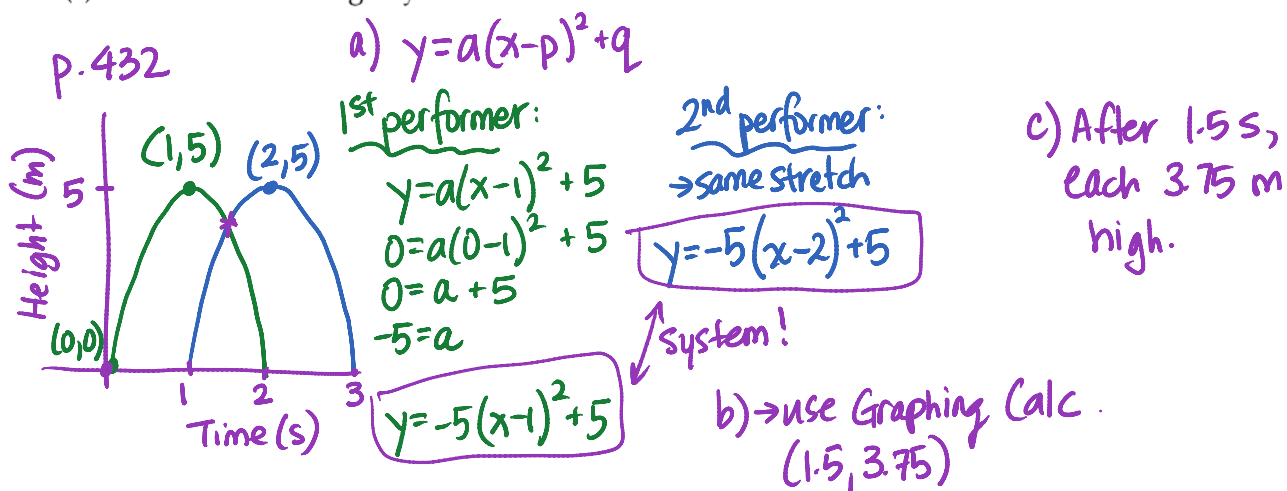 p.432
a) y=a(x-p)²+q
Height (m)
5
(1,5)
(2,5)
(0,0)
1 2 3
Time (s)
1st performer:
y=a(x-1)²+5
0=a(0-1)²+5
0=a+5
-5=a
y=-5(x-1)²+5
2nd performer:
→same stretch
y=-5(x-2)²+5
system!
b)→use Graphing Calc.
(1.5, 3.75)
c) After 1.5 s,
each 3.75 m
high.